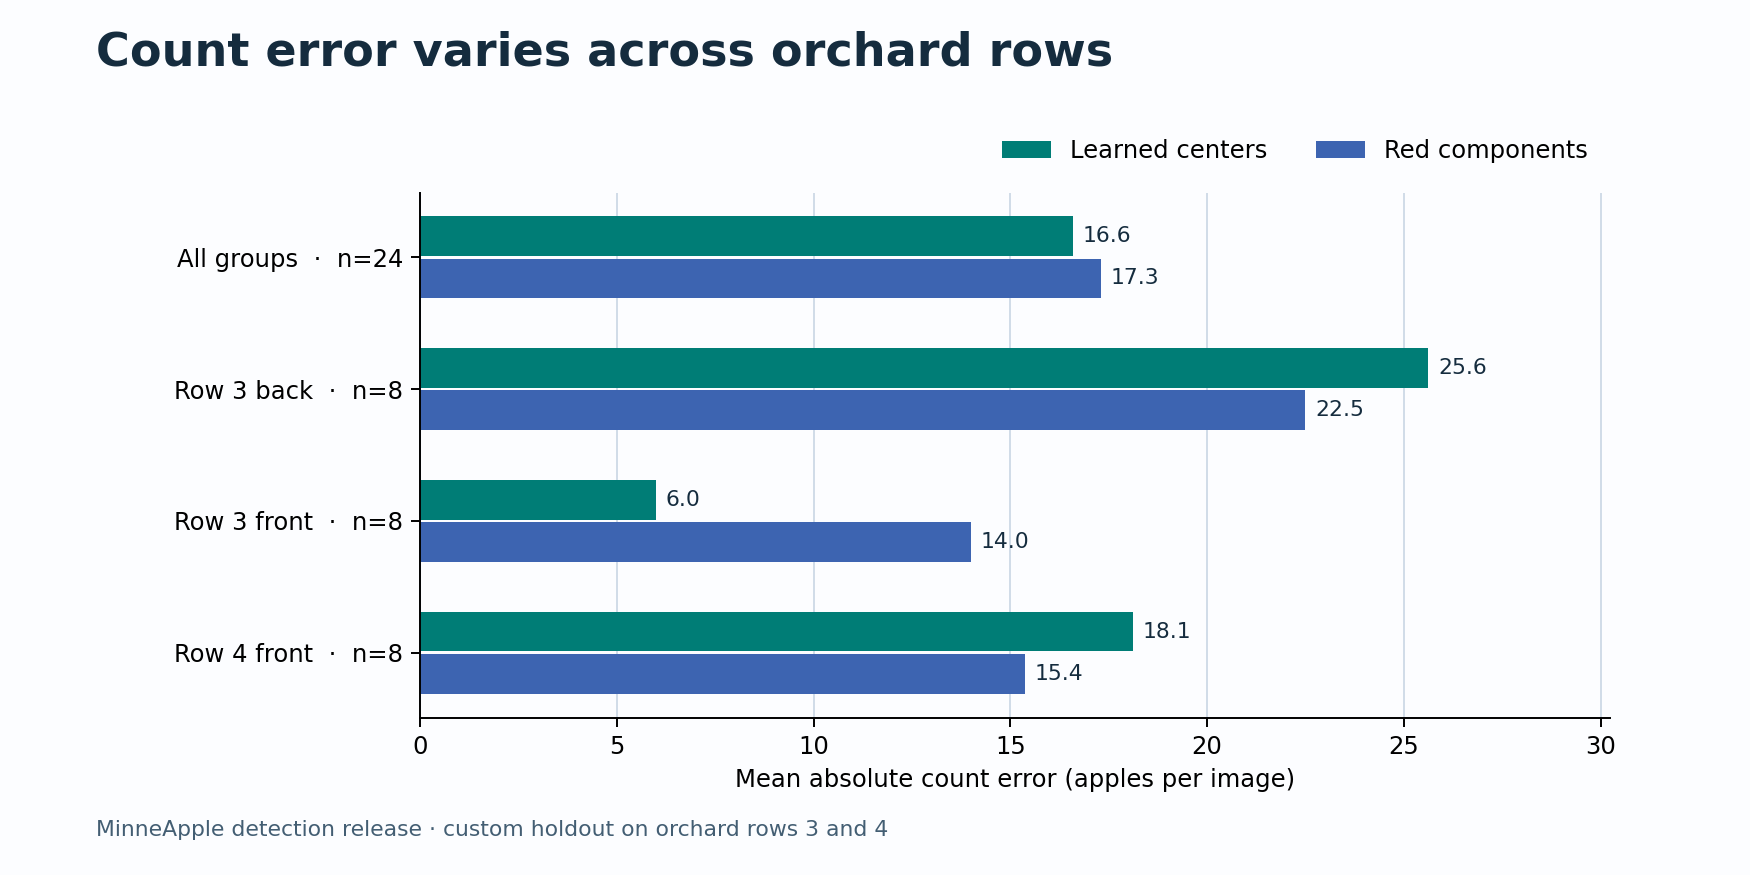 Count error varies across orchard rows
Learned centers
Red components
All groups · n=24
16.6
17.3
Row 3 back · n=8
25.6
22.5
Row 3 front · n=8
6.0
14.0
Row 4 front · n=8
18.1
15.4
0 5 10 15 20 25 30
Mean absolute count error (apples per image)
MinneApple detection release · custom holdout on orchard rows 3 and 4